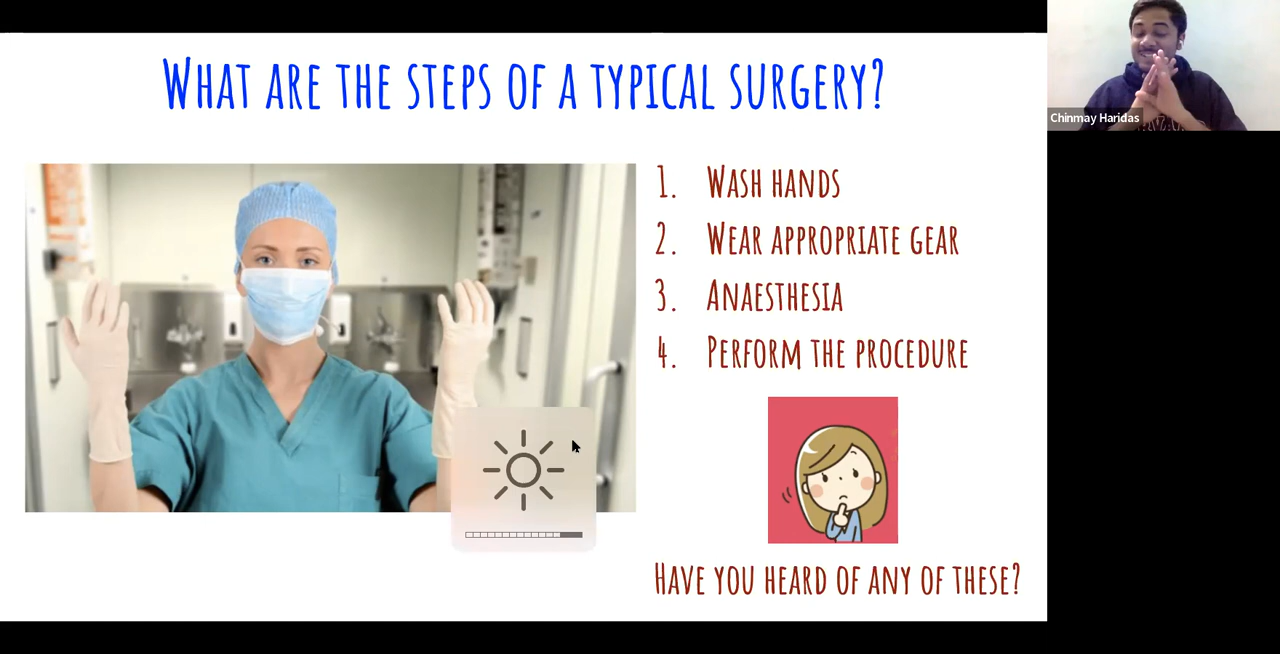 What are the steps of a typical surgery?
Chinmay Haridas
1. Wash hands
2. Wear appropriate gear
3. Anaesthesia
4. Perform the procedure
Have you heard of any of these?